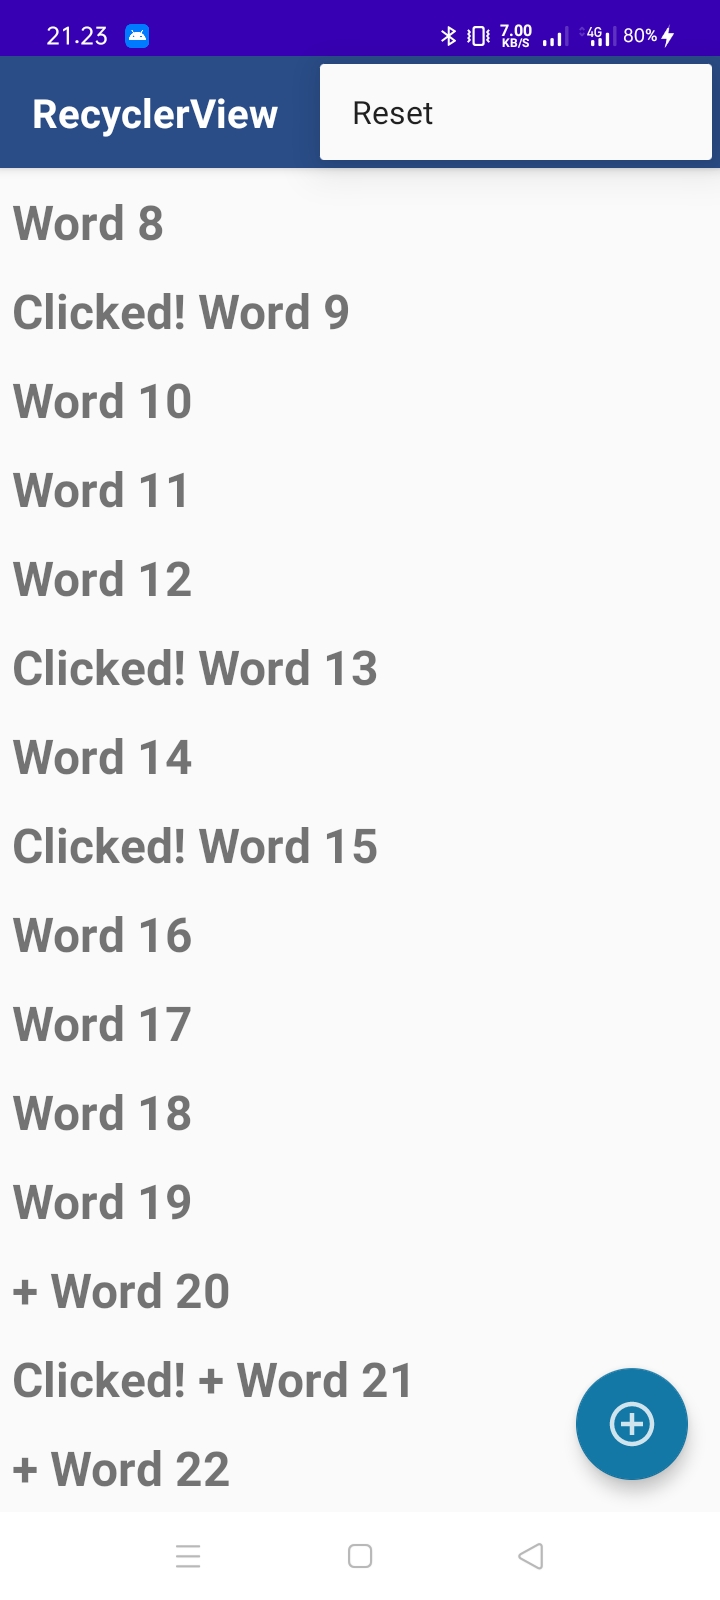 21.23 7.00 KB/S 4G 80%
RecyclerView Reset
Word 8
Clicked! Word 9
Word 10
Word 11
Word 12
Clicked! Word 13
Word 14
Clicked! Word 15
Word 16
Word 17
Word 18
Word 19
+ Word 20
Clicked! + Word 21
+ Word 22